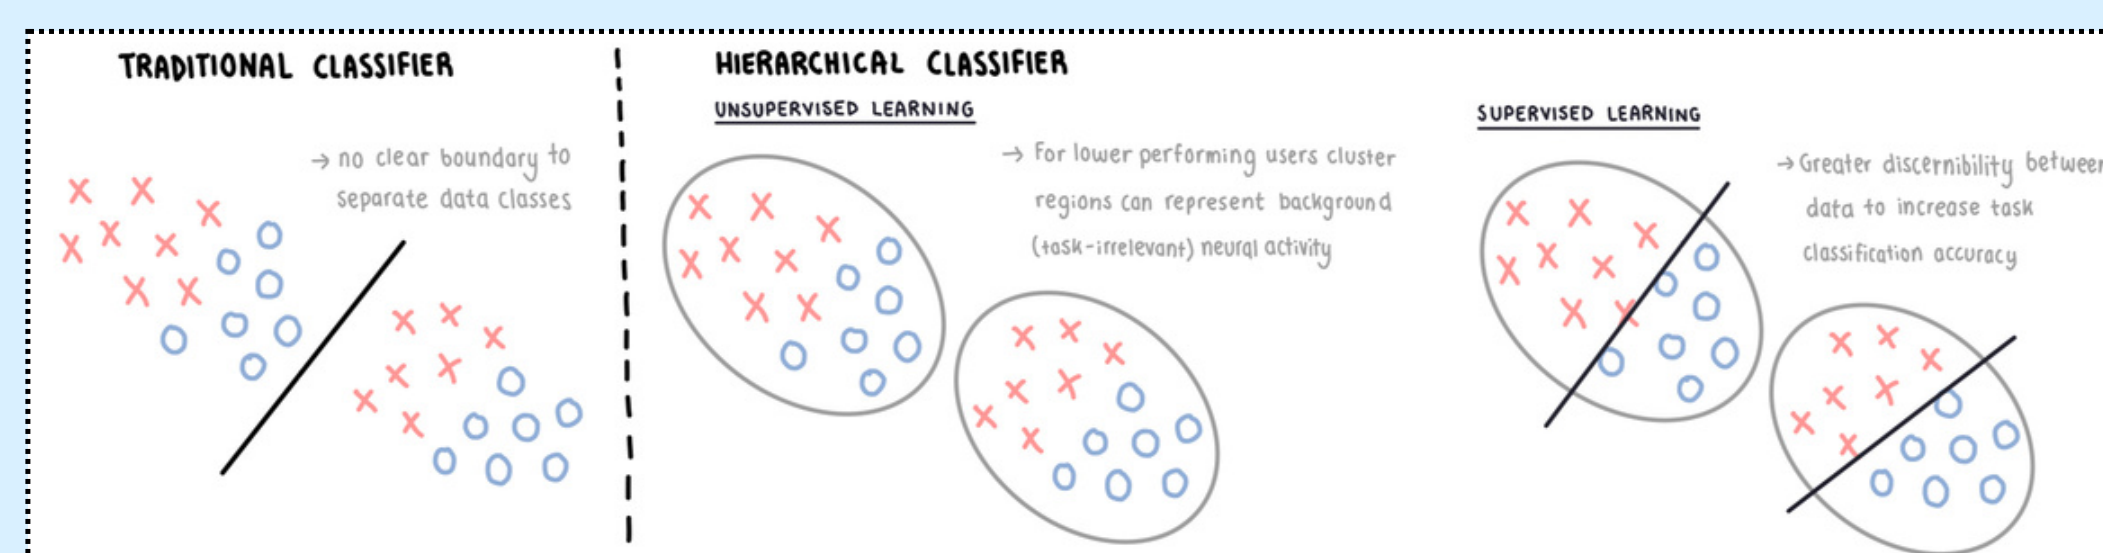 TRADITIONAL CLASSIFIER
→ no clear boundary to
separate data classes
HIERARCHICAL CLASSIFIER
UNSUPERVISED LEARNING
→ For lower performing users cluster
regions can represent background
(task-irrelevant) neural activity
SUPERVISED LEARNING
→ Greater discernibility between
data to increase task
classification accuracy